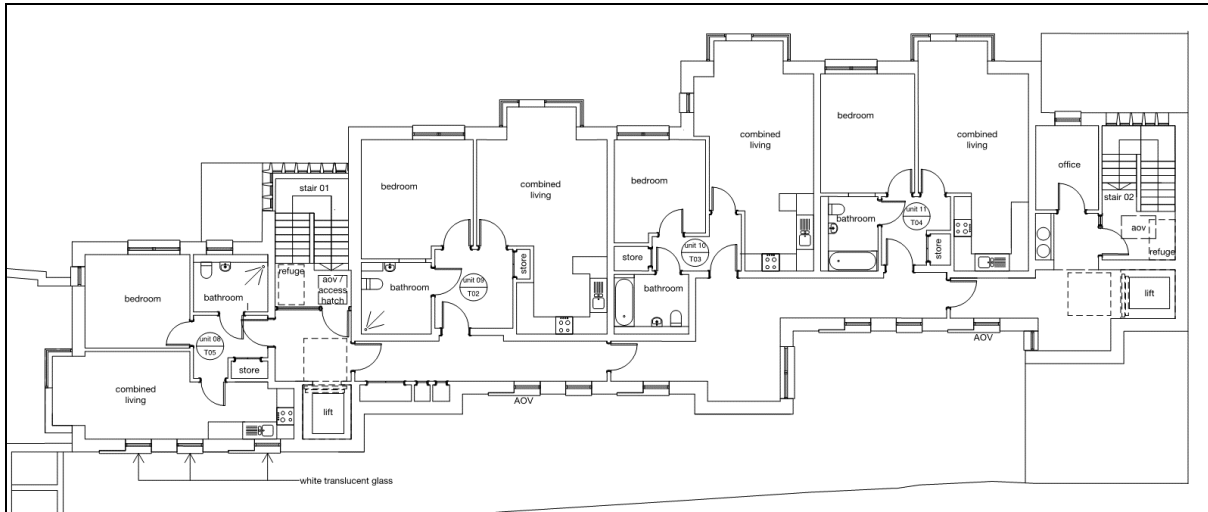 combined
living
bedroom
combined
living
bedroom
office
stair 02
aov
refuge
lift
bathroom
unit 11
T04
store
AOV
bedroom
combined
living
bedroom
store
unit 10
T03
bathroom
bathroom
unit 09
T02
store
AOV
stair 01
refuge
aov /
access
hatch
bedroom
bathroom
unit 08
T05
store
combined
living
lift
white translucent glass